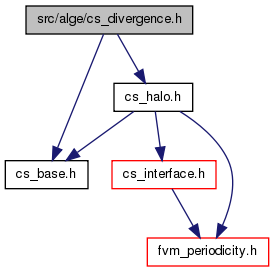 src/alge/cs_divergence.h
cs_halo.h
cs_base.h
cs_interface.h
fvm_periodicity.h